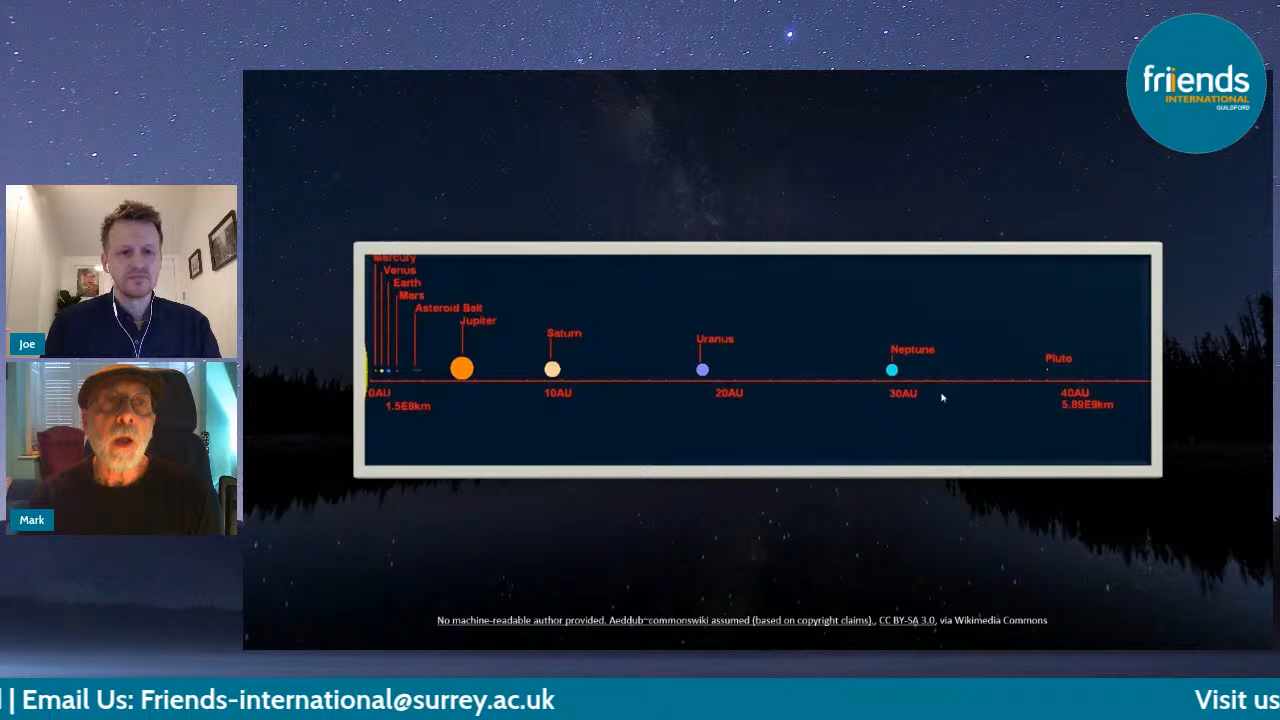 friends
INTERNATIONAL
GUILDFORD
Mercury
Venus
Earth
Mars
Asteroid Belt
Jupiter
Saturn
Uranus
Neptune
Pluto
0AU
10AU
20AU
30AU
40AU
1.5E8km
5.89E9km
Joe
Mark
No machine-readable author provided. Aeddub~commonswiki assumed (based on copyright claims)., CC BY-SA 3.0, via Wikimedia Commons
| Email Us: Friends-international@surrey.ac.uk
Visit us